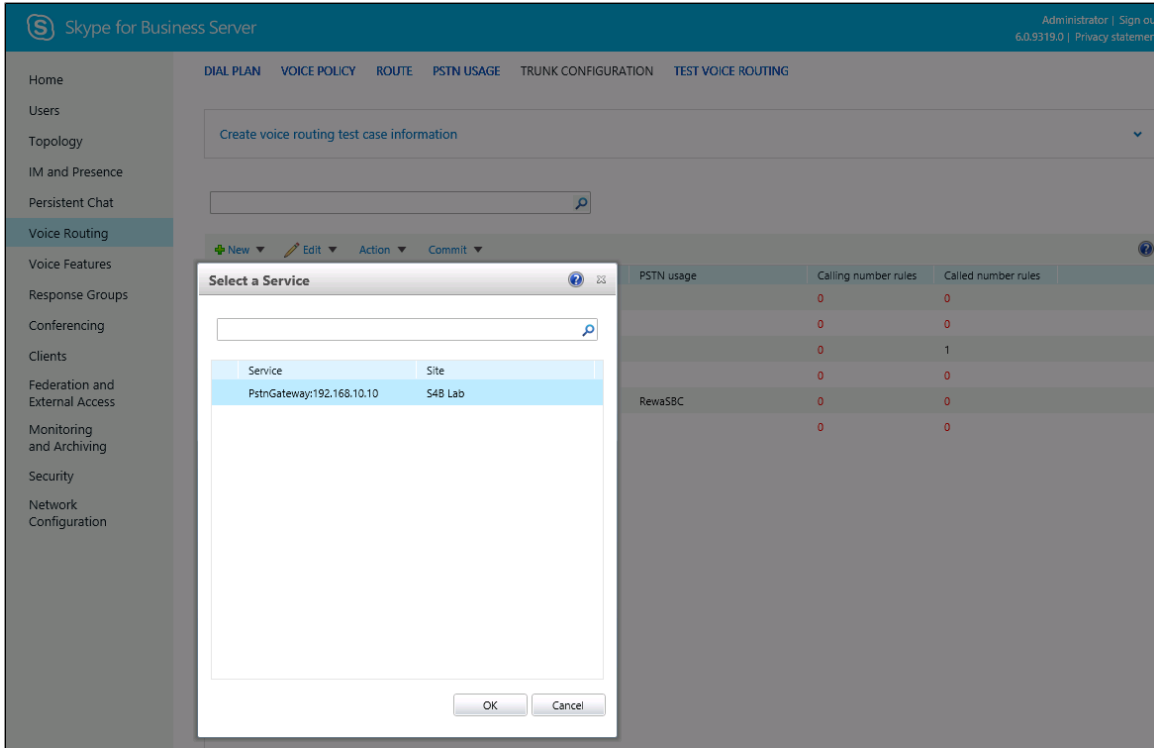 Skype for Business Server
Administrator | Sign ou
6.0.9319.0 | Privacy statemen
Home
Users
Topology
IM and Presence
Persistent Chat
Voice Routing
Voice Features
Response Groups
Conferencing
Clients
Federation and
External Access
Monitoring
and Archiving
Security
Network
Configuration
DIAL PLAN VOICE POLICY ROUTE PSTN USAGE TRUNK CONFIGURATION TEST VOICE ROUTING
Create voice routing test case information
New Edit Action Commit
PSTN usage Calling number rules Called number rules
0 0
0 0
0 1
0 0
RewaSBC 0 0
0 0
Select a Service
Service Site
PstnGateway:192.168.10.10 S4B Lab
OK Cancel